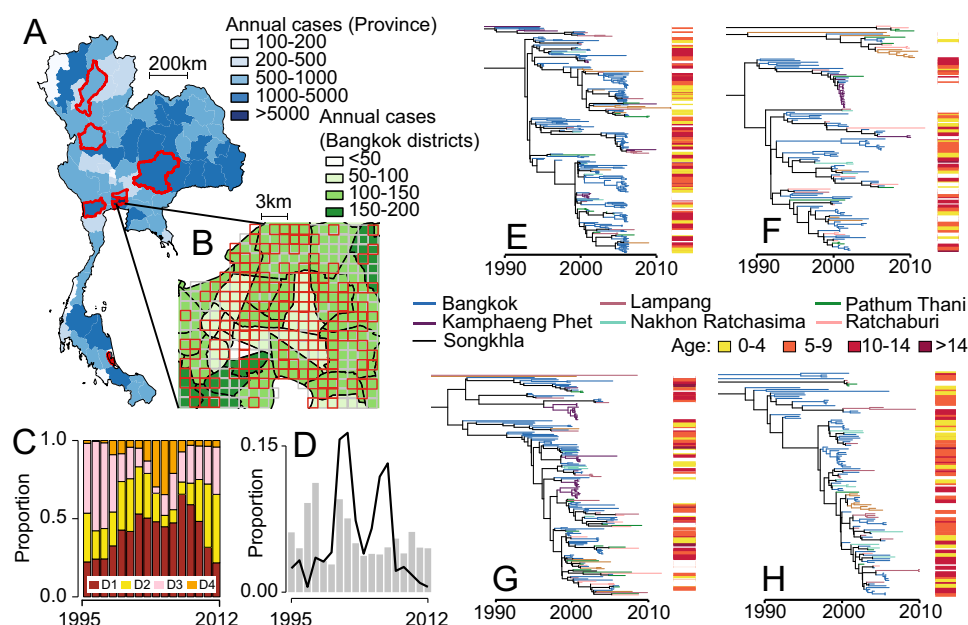 A
Annual cases (Province)
100-200
200-500
500-1000
1000-5000
>5000
200km
Annual cases
(Bangkok districts)
<50
50-100
100-150
150-200
3km
B
C
Proportion
1.0
0.5
0.0
D1 D2 D3 D4
1995 2012
D
Proportion
0.15
0.00
1995 2012
E
1990 2000 2010
F
1990 2000 2010
Bangkok Lampang Pathum Thani
Kamphaeng Phet Nakhon Ratchasima Ratchaburi
Songkhla
Age: 0-4 5-9 10-14 >14
G
1990 2000 2010
H
1990 2000 2010